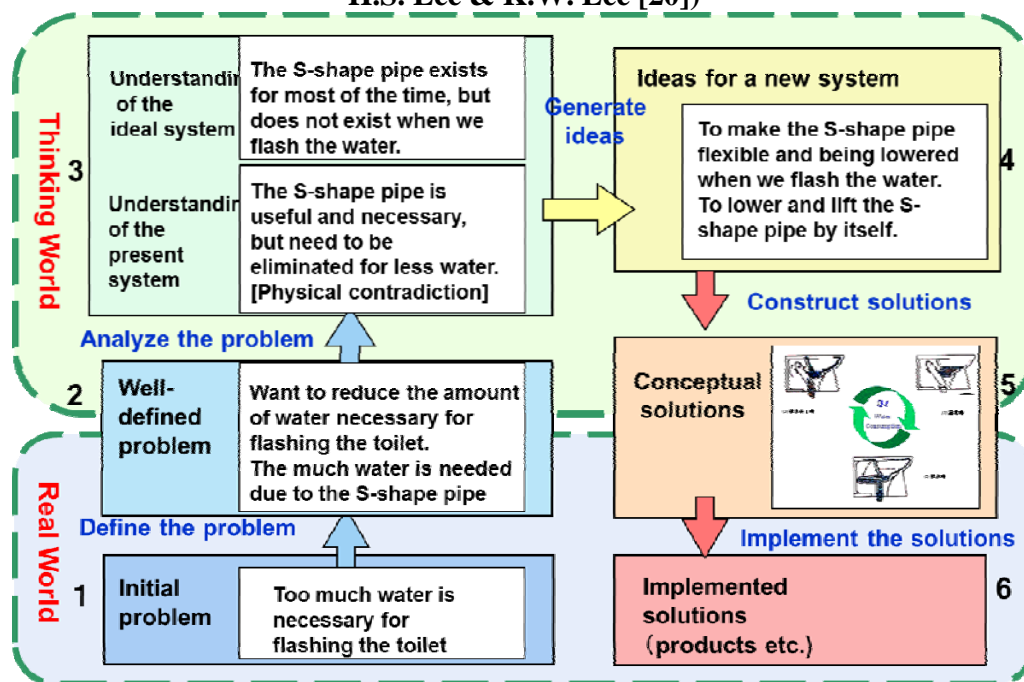 H.S. Lee & K.W. Lee [20])
Thinking World
3
Understandin
of the
ideal system
The S-shape pipe exists
for most of the time, but
does not exist when we
flash the water.
Understandin
of the
present
system
The S-shape pipe is
useful and necessary,
but need to be
eliminated for less water.
[Physical contradiction]
Generate
ideas
Ideas for a new system
To make the S-shape pipe
flexible and being lowered
when we flash the water.
To lower and lift the S-
shape pipe by itself.
4
Analyze the problem
Construct solutions
2
Well-
defined
problem
Want to reduce the amount
of water necessary for
flashing the toilet.
The much water is needed
due to the S-shape pipe
Conceptual
solutions
3ℓ
Water
Consumption
5
Real World
Define the problem
Implement the solutions
1
Initial
problem
Too much water is
necessary for
flashing the toilet
Implemented
solutions
(products etc.)
6